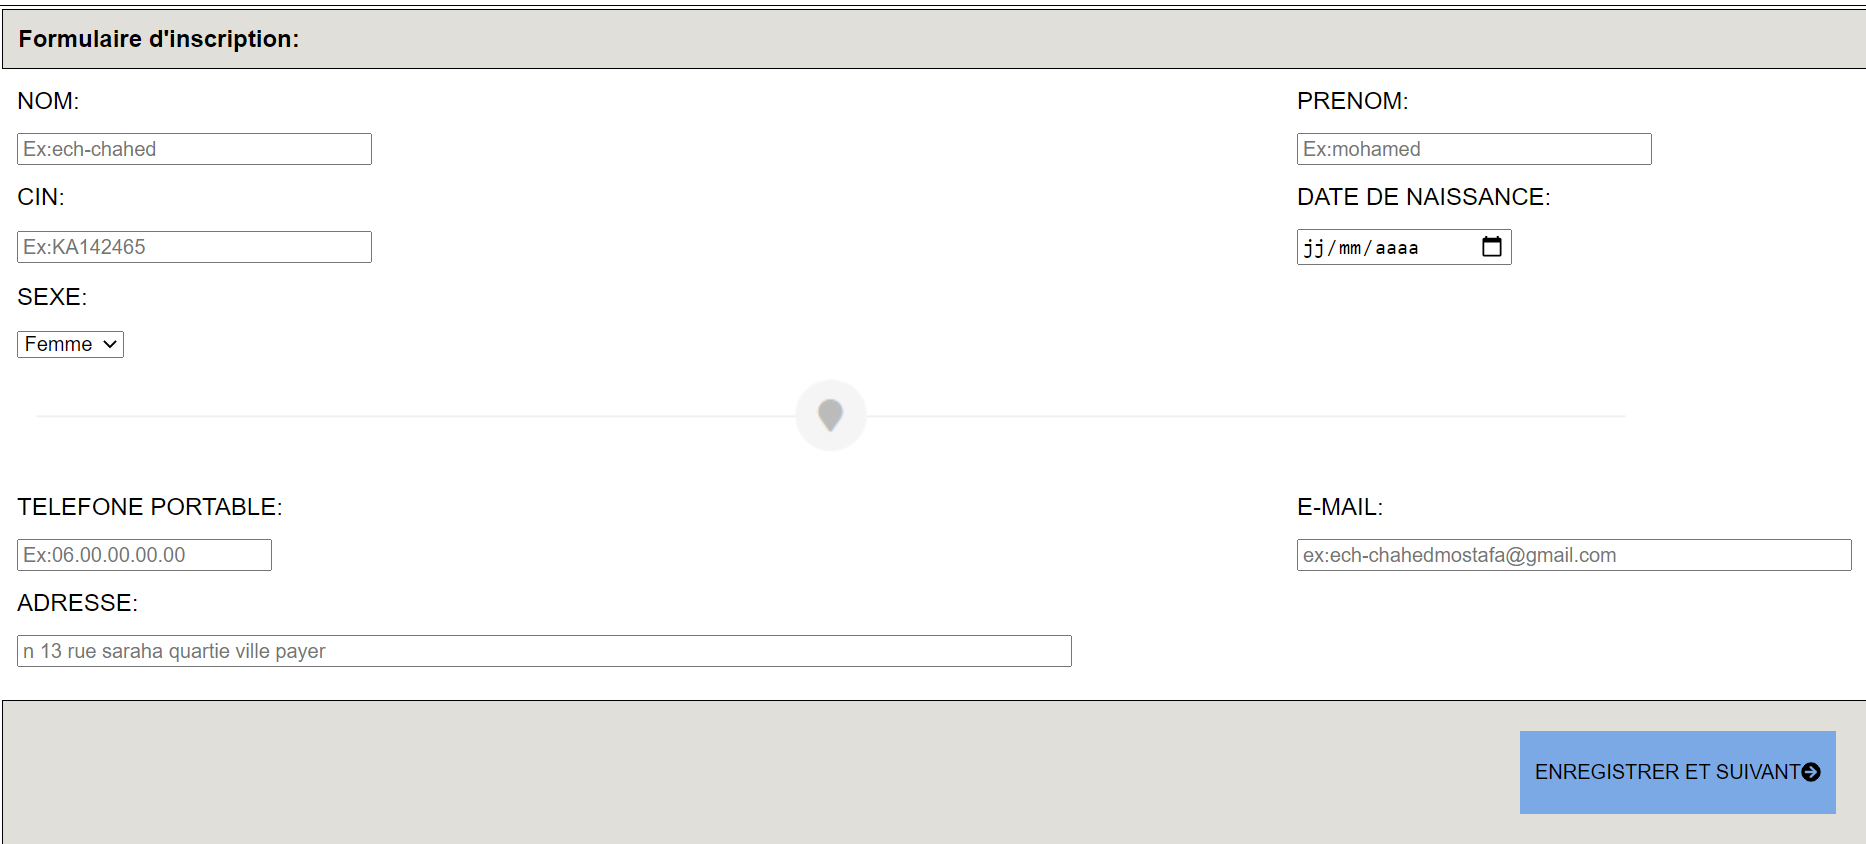 Formulaire d'inscription:
NOM:
PRENOM:
Ex:ech-chahed
Ex:mohamed
CIN:
DATE DE NAISSANCE:
Ex:KA142465
jj/mm/aaaa
SEXE:
Femme
TELEFONE PORTABLE:
E-MAIL:
Ex:06.00.00.00.00
ex:ech-chahedmostafa@gmail.com
ADRESSE:
n 13 rue saraha quartie ville payer
ENREGISTRER ET SUIVANT